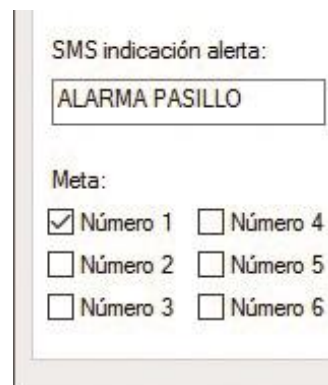 SMS indicación alerta:
ALARMA PASILLO
Meta:
Número 1 Número 4
Número 2 Número 5
Número 3 Número 6